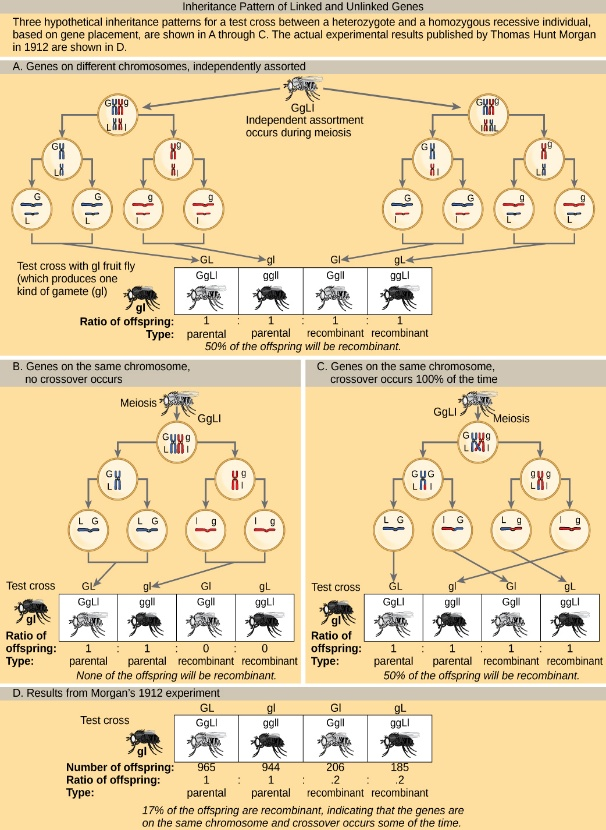 Inheritance Pattern of Linked and Unlinked Genes
Three hypothetical inheritance patterns for a test cross between a heterozygote and a homozygous recessive individual,
based on gene placement, are shown in A through C. The actual experimental results published by Thomas Hunt Morgan
in 1912 are shown in D.
A. Genes on different chromosomes, independently assorted
GgLl
Independent assortment
occurs during meiosis
G g
L l
G g
l L
G
L
g
l
G
l
g
L
G G g g G G g g
L L l l l l L L
GL gl Gl gL
Test cross with gl fruit fly
(which produces one
kind of gamete (gl)
gl
GgLl ggll Ggll ggLl
Ratio of offspring: 1 : 1 : 1 : 1
Type: parental parental recombinant recombinant
50% of the offspring will be recombinant.
B. Genes on the same chromosome,
no crossover occurs
Meiosis
GgLl
G g
L l
G
L
g
l
L G L G l g l g
Test cross GL gl Gl gL
gl
GgLl ggll Ggll ggLl
Ratio of
offspring: 1 : 1 : 0 : 0
Type: parental parental recombinant recombinant
None of the offspring will be recombinant.
C. Genes on the same chromosome,
crossover occurs 100% of the time
GgLl
Meiosis
G g
L l
G G
L l
g g
L l
L G l G L g l g
Test cross GL gl Gl gL
gl
GgLl ggll Ggll ggLl
Ratio of
offspring: 1 : 1 : 1 : 1
Type: parental parental recombinant recombinant
50% of the offspring will be recombinant.
D. Results from Morgan's 1912 experiment
GL gl Gl gL
Test cross
gl
GgLl ggll Ggll ggLl
Number of offspring: 965 944 206 185
Ratio of offspring: 1 : 1 : .2 : .2
Type: parental parental recombinant recombinant
17% of the offspring are recombinant, indicating that the genes are
on the same chromosome and crossover occurs some of the time.